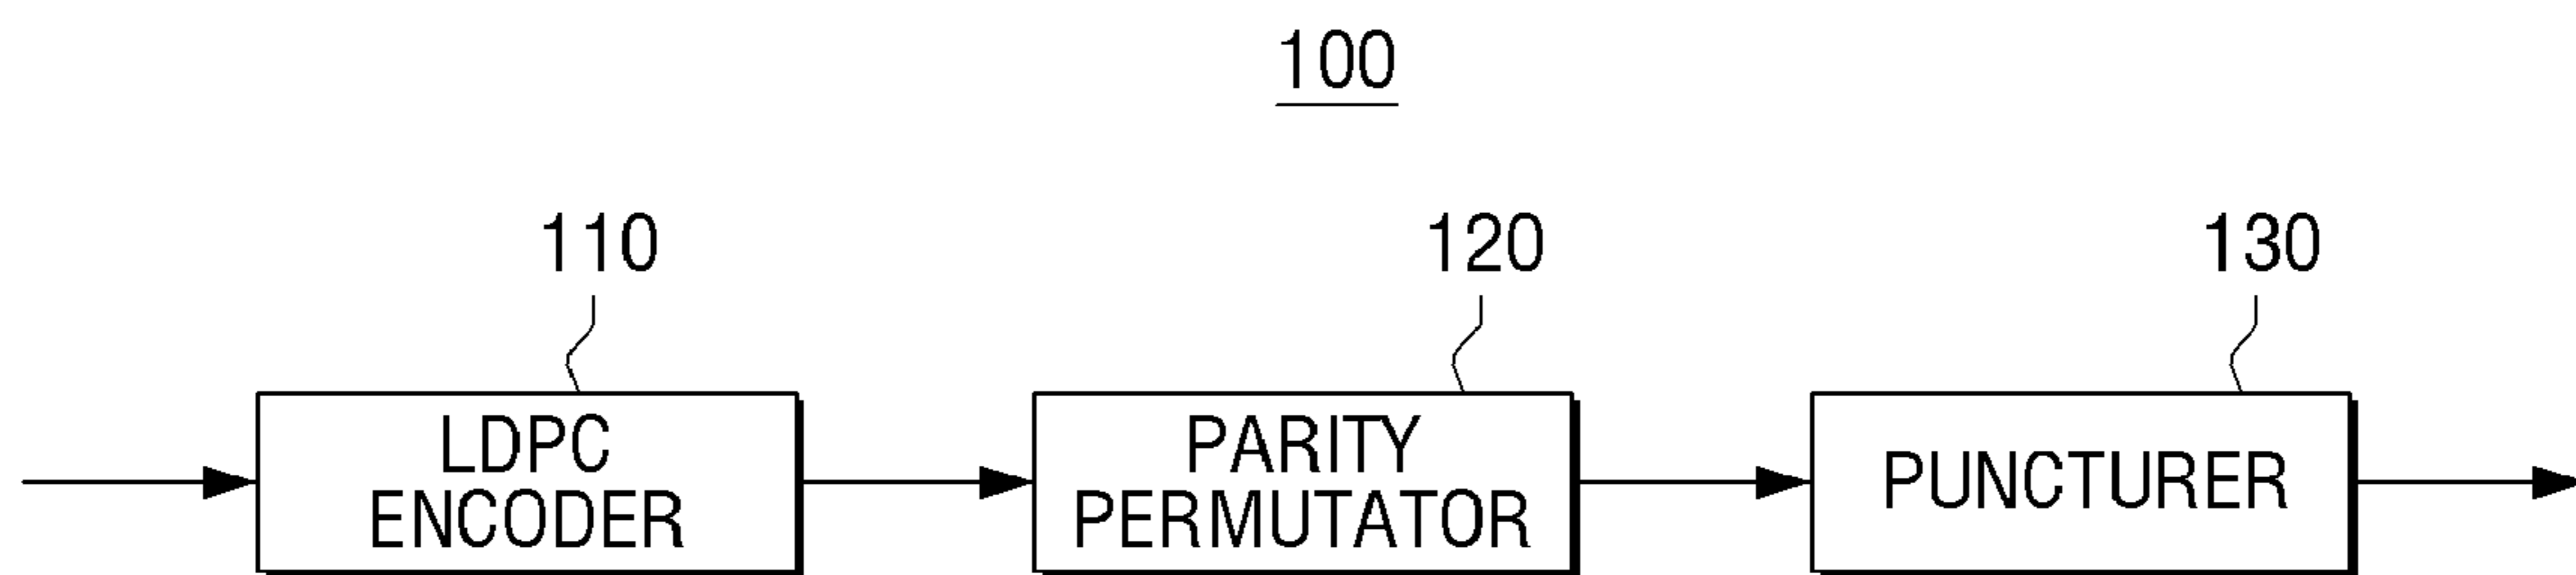 100
110
120
130
LDPC
ENCODER
PARITY
PERMUTATOR
PUNCTURER